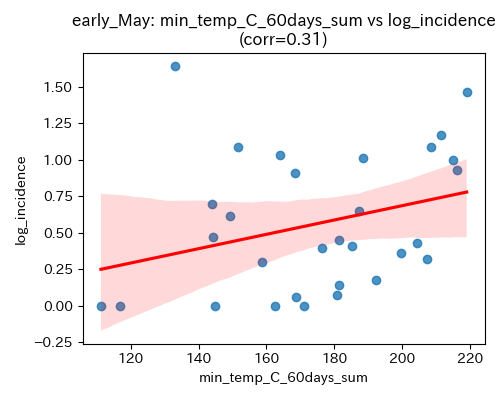 early_May: min_temp_C_60days_sum vs log_incidence
(corr=0.31)
log_incidence
1.50
1.25
1.00
0.75
0.50
0.25
0.00
−0.25
120 140 160 180 200 220
min_temp_C_60days_sum